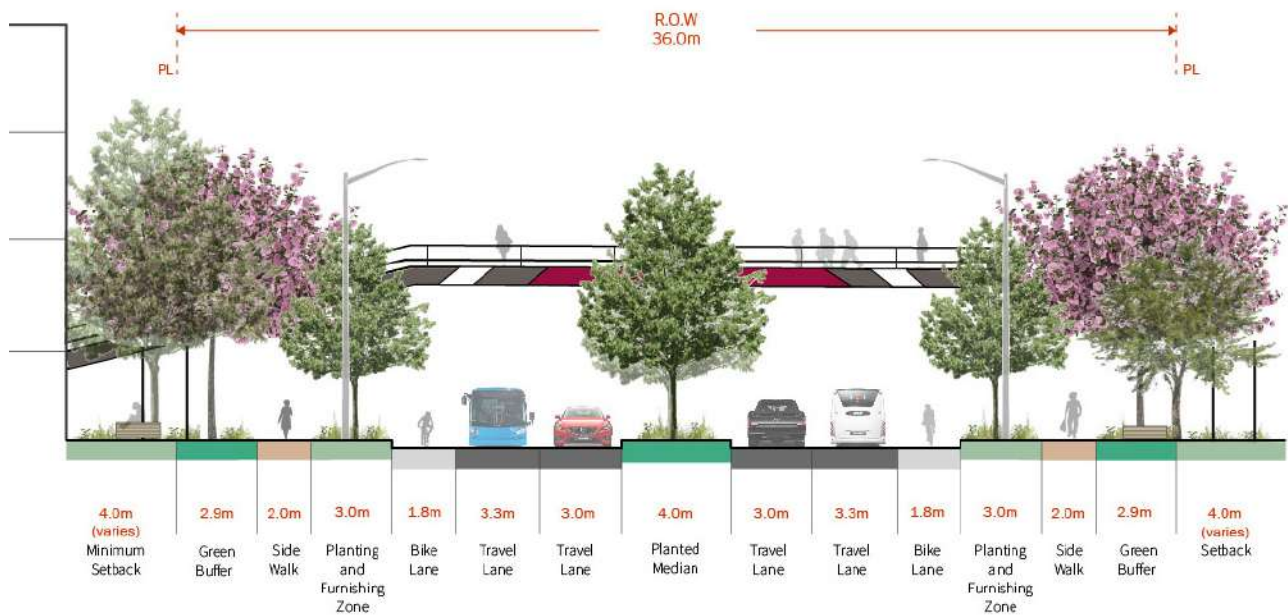 R.O.W
36.0m
PL
PL
4.0m
(varies)
Minimum
Setback
2.9m
Green
Buffer
2.0m
Side
Walk
3.0m
Planting
and
Furnishing
Zone
1.8m
Bike
Lane
3.3m
Travel
Lane
3.0m
Travel
Lane
4.0m
Planted
Median
3.0m
Travel
Lane
3.3m
Travel
Lane
1.8m
Bike
Lane
3.0m
Planting
and
Furnishing
Zone
2.0m
Side
Walk
2.9m
Green
Buffer
4.0m
(varies)
Setback